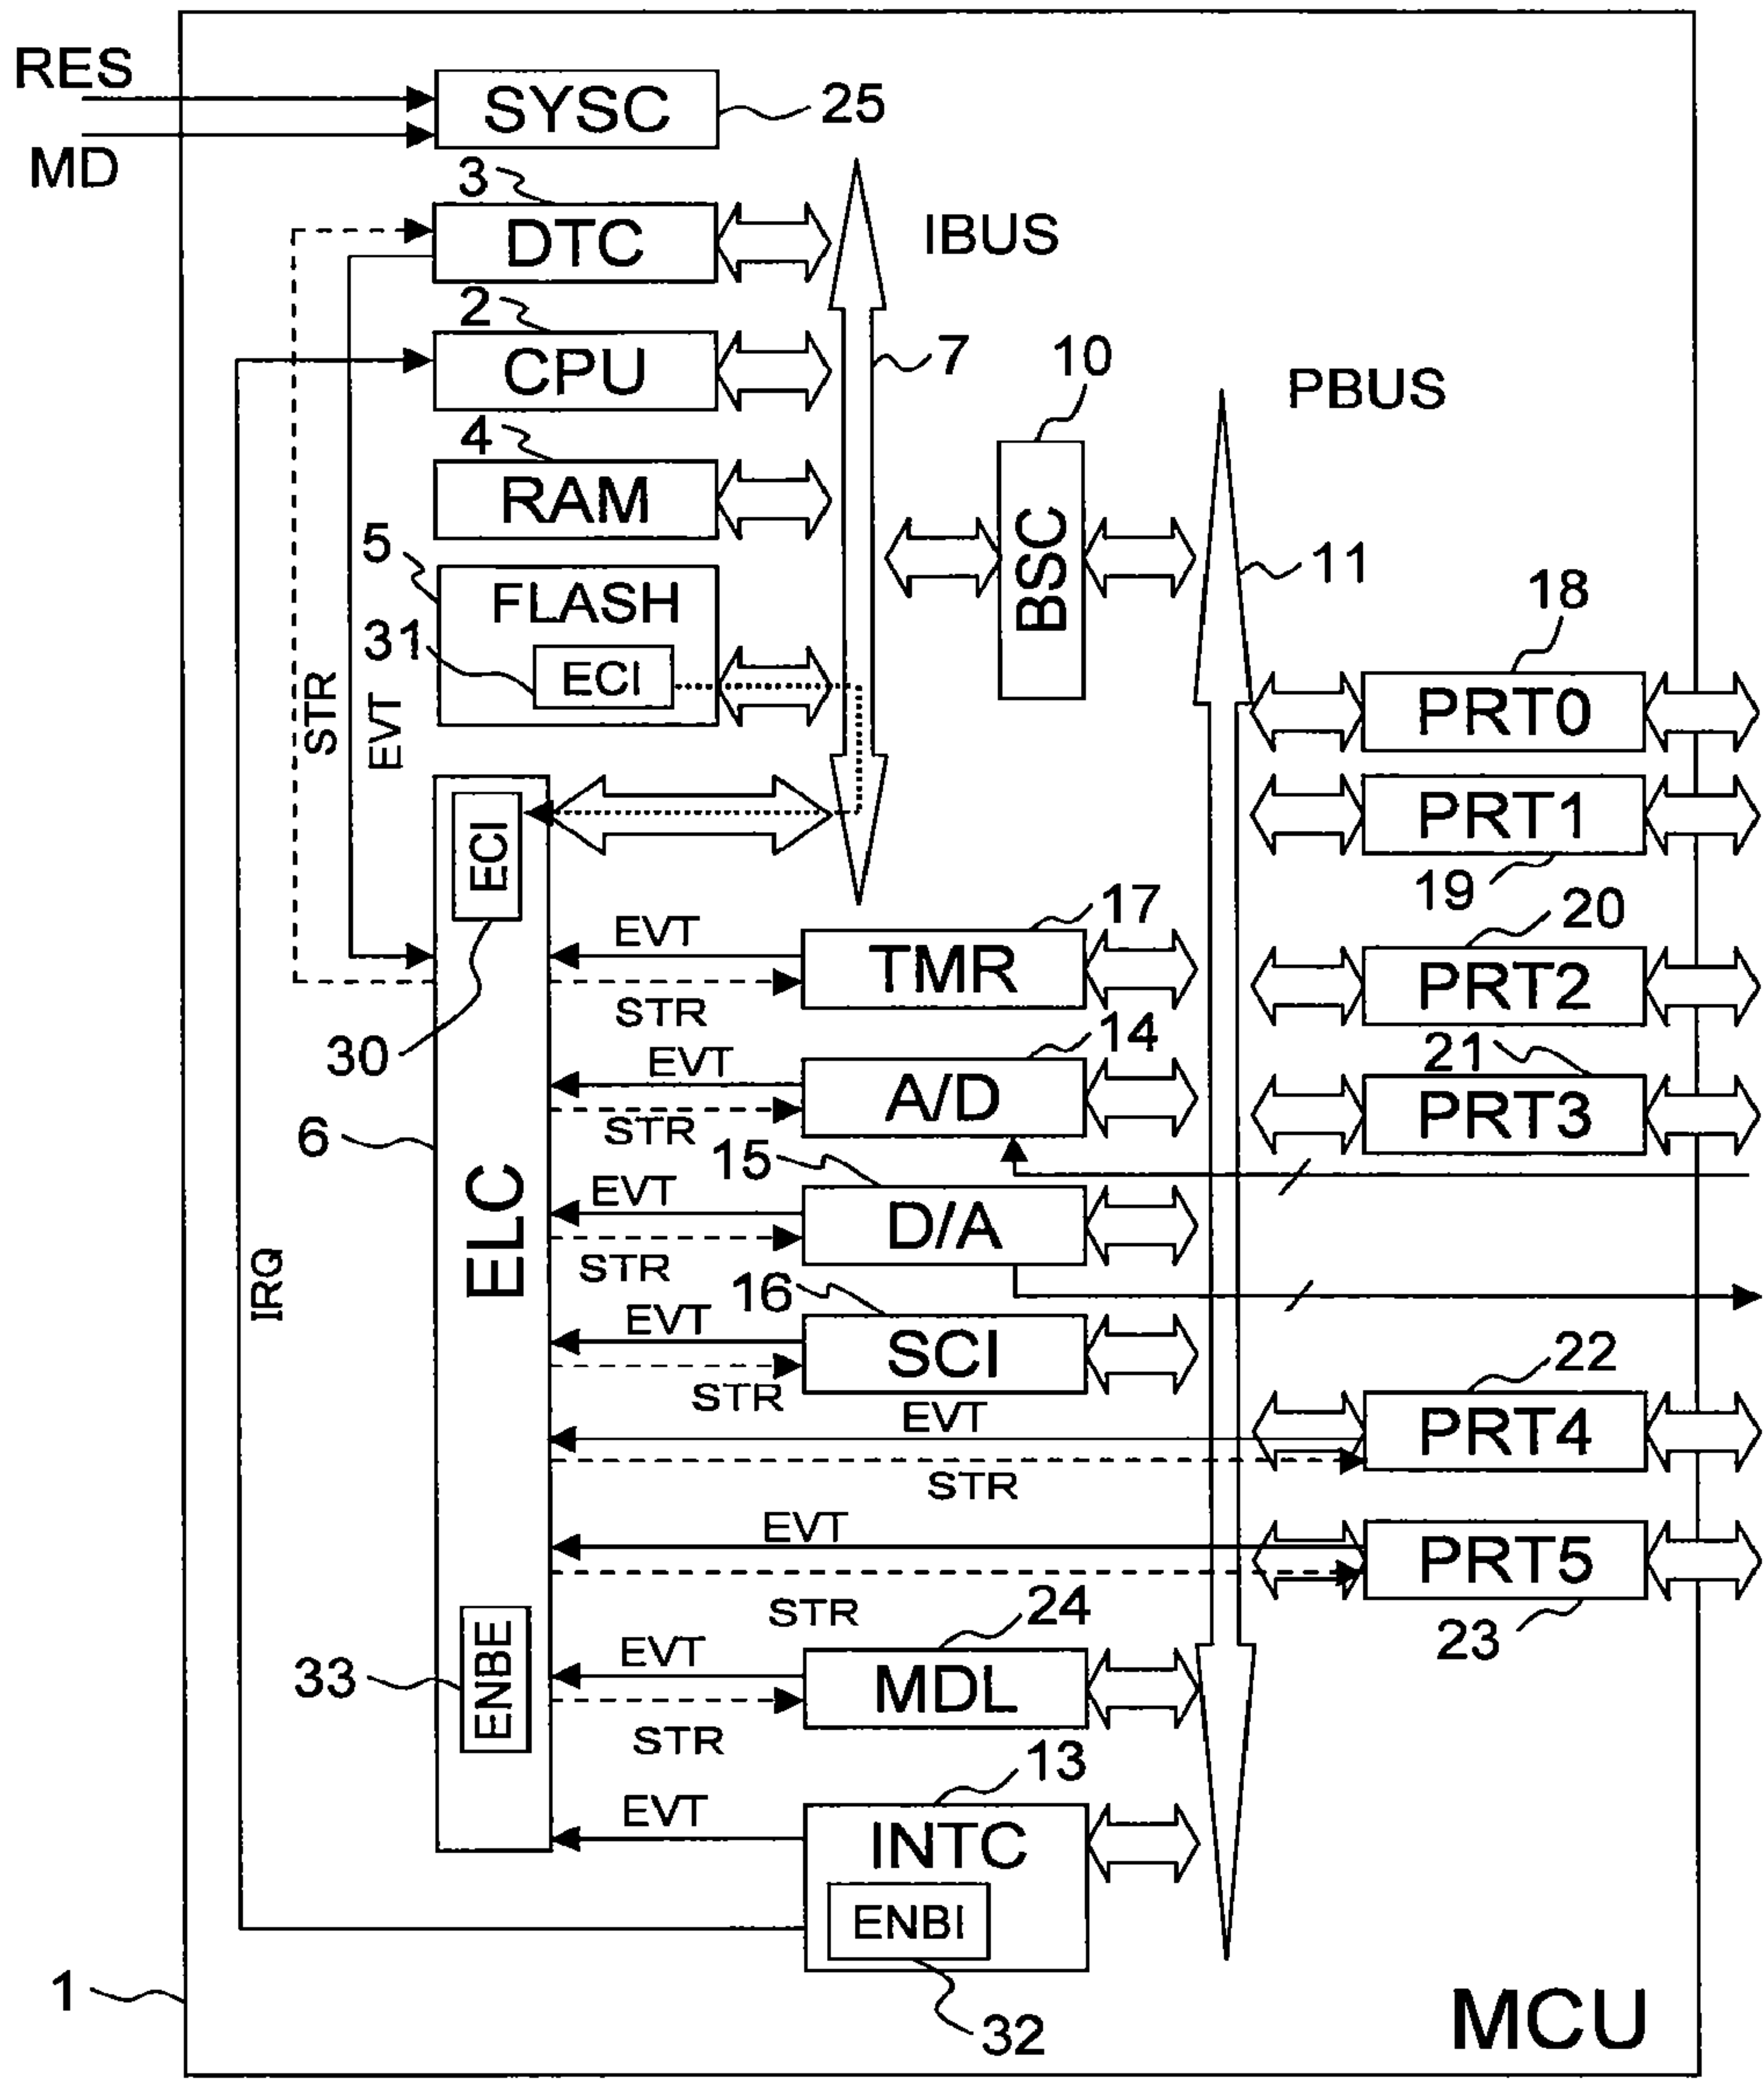 RES
SYSC
25
MD
3
DTC
IBUS
2
CPU
7
10
PBUS
4
RAM
BSC
5
FLASH
11
31
ECI
18
PRT0
STR
EVT
ECI
PRT1
19
17
20
EVT
TMR
PRT2
STR
30
14
21
EVT
A/D
PRT3
6
STR
15
ELC
EVT
D/A
STR
IRQ
16
EVT
SCI
22
STR
EVT
PRT4
STR
EVT
PRT5
STR
24
23
33
ENBE
EVT
MDL
STR
13
EVT
INTC
ENBI
1
32
MCU